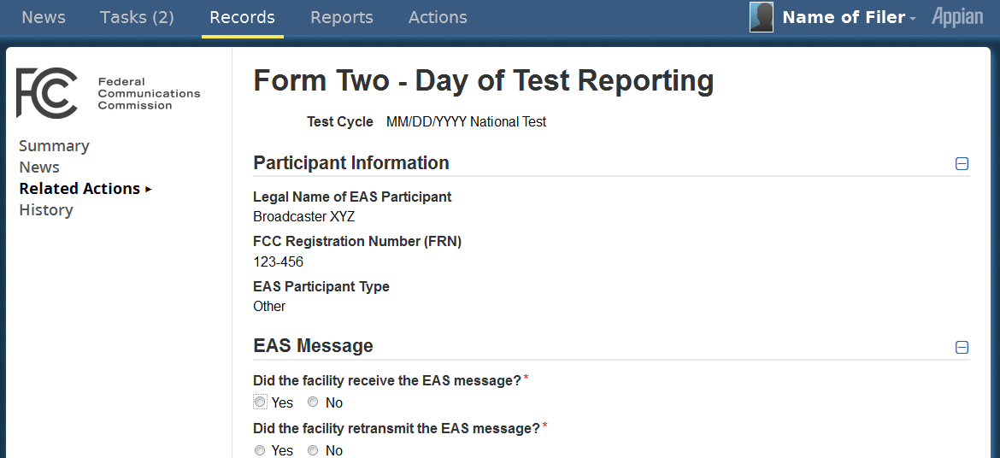 News Tasks (2) Records Reports Actions Name of Filer Appian
FCC Federal
Communications
Commission
Summary
News
Related Actions ▸
History
Form Two - Day of Test Reporting
Test Cycle MM/DD/YYYY National Test
Participant Information
Legal Name of EAS Participant
Broadcaster XYZ
FCC Registration Number (FRN)
123-456
EAS Participant Type
Other
EAS Message
Did the facility receive the EAS message?*
Yes No
Did the facility retransmit the EAS message?*
Yes No